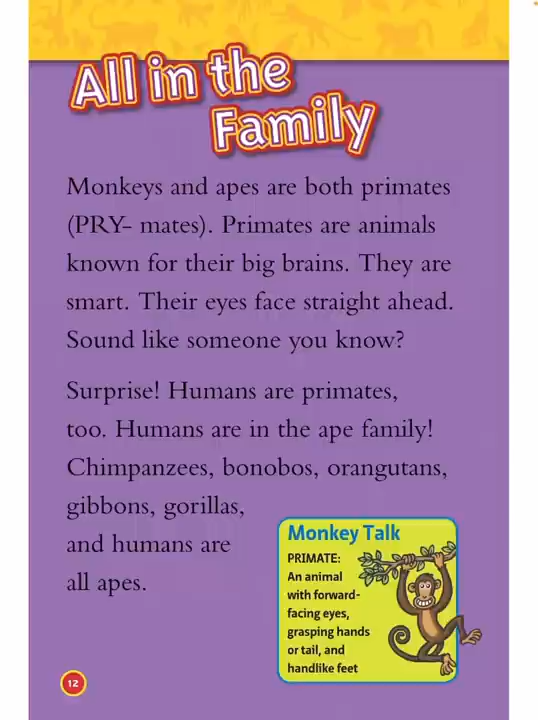 All in the
Family
Monkeys and apes are both primates
(PRY- mates). Primates are animals
known for their big brains. They are
smart. Their eyes face straight ahead.
Sound like someone you know?
Surprise! Humans are primates,
too. Humans are in the ape family!
Chimpanzees, bonobos, orangutans,
gibbons, gorillas,
and humans are
all apes.
Monkey Talk
PRIMATE:
An animal
with forward-
facing eyes,
grasping hands
or tail, and
handlike feet
12